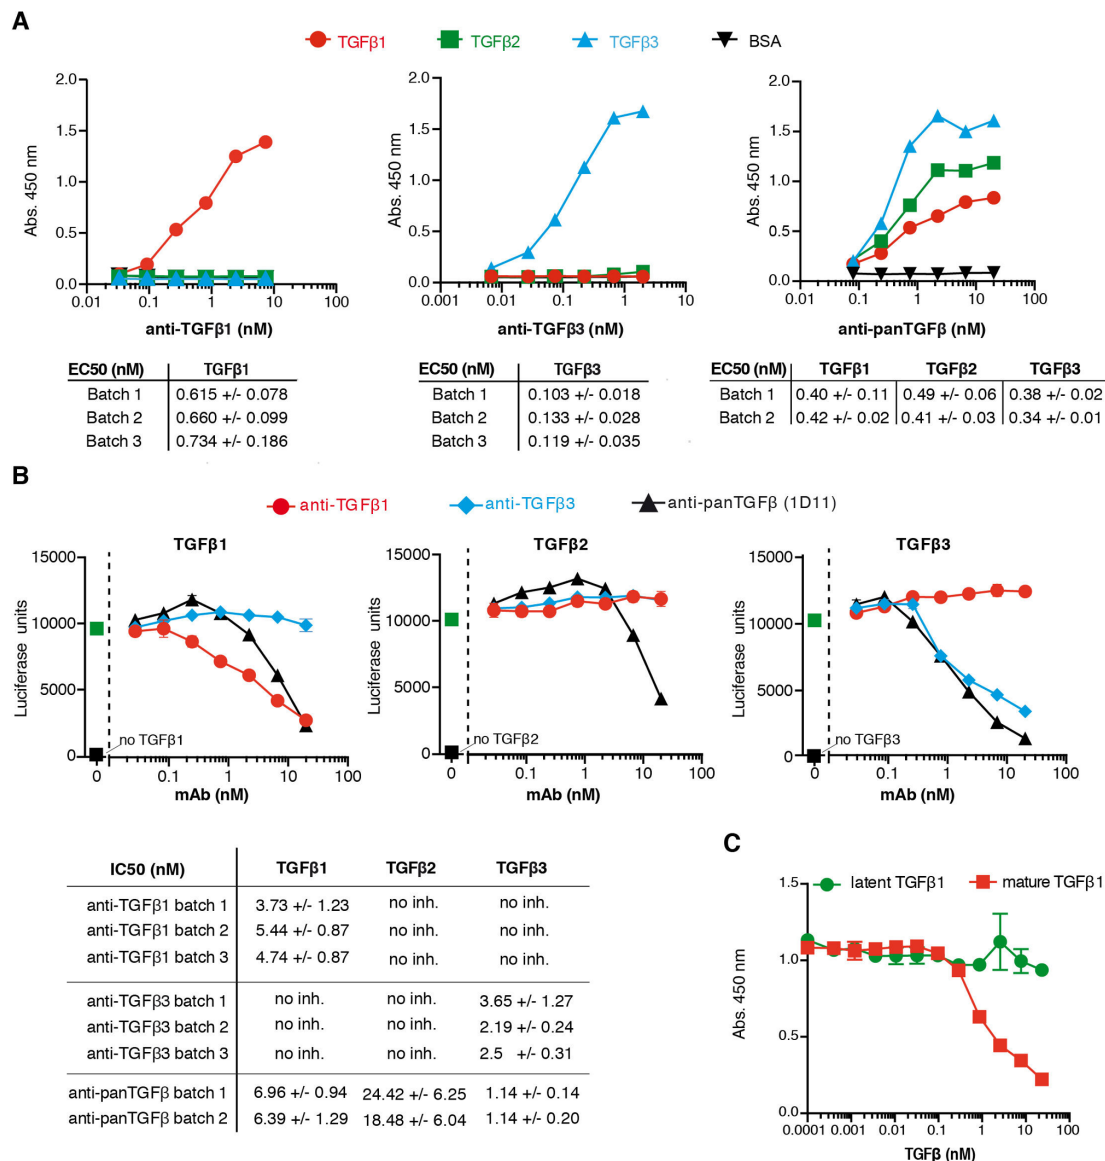 A
TGFβ1 TGFβ2 TGFβ3 BSA
2.0
1.5
1.0
0.5
0.0
Abs. 450 nm
0.01 0.1 1 10 100
anti-TGFβ1 (nM)
2.0
1.5
1.0
0.5
0.0
Abs. 450 nm
0.001 0.01 0.1 1 10
anti-TGFβ3 (nM)
2.0
1.5
1.0
0.5
0.0
Abs. 450 nm
0.01 0.1 1 10 100
anti-panTGFβ (nM)
EC50 (nM) TGFβ1
Batch 1 0.615 +/- 0.078
Batch 2 0.660 +/- 0.099
Batch 3 0.734 +/- 0.186
EC50 (nM) TGFβ3
Batch 1 0.103 +/- 0.018
Batch 2 0.133 +/- 0.028
Batch 3 0.119 +/- 0.035
EC50 (nM) TGFβ1 TGFβ2 TGFβ3
Batch 1 0.40 +/- 0.11 0.49 +/- 0.06 0.38 +/- 0.02
Batch 2 0.42 +/- 0.02 0.41 +/- 0.03 0.34 +/- 0.01
B
anti-TGFβ1 anti-TGFβ3 anti-panTGFβ (1D11)
TGFβ1
15000
10000
5000
0
Luciferase units
no TGFβ1
0 0.1 1 10 100
mAb (nM)
TGFβ2
15000
10000
5000
0
Luciferase units
no TGFβ2
0 0.1 1 10 100
mAb (nM)
TGFβ3
15000
10000
5000
0
Luciferase units
no TGFβ3
0 0.1 1 10 100
mAb (nM)
IC50 (nM) TGFβ1 TGFβ2 TGFβ3
anti-TGFβ1 batch 1 3.73 +/- 1.23 no inh. no inh.
anti-TGFβ1 batch 2 5.44 +/- 0.87 no inh. no inh.
anti-TGFβ1 batch 3 4.74 +/- 0.87 no inh. no inh.
anti-TGFβ3 batch 1 no inh. no inh. 3.65 +/- 1.27
anti-TGFβ3 batch 2 no inh. no inh. 2.19 +/- 0.24
anti-TGFβ3 batch 3 no inh. no inh. 2.5 +/- 0.31
anti-panTGFβ batch 1 6.96 +/- 0.94 24.42 +/- 6.25 1.14 +/- 0.14
anti-panTGFβ batch 2 6.39 +/- 1.29 18.48 +/- 6.04 1.14 +/- 0.20
C
latent TGFβ1 mature TGFβ1
1.5
1.0
0.5
0.0
Abs. 450 nm
0.0001 0.001 0.01 0.1 1 10 100
TGFβ (nM)